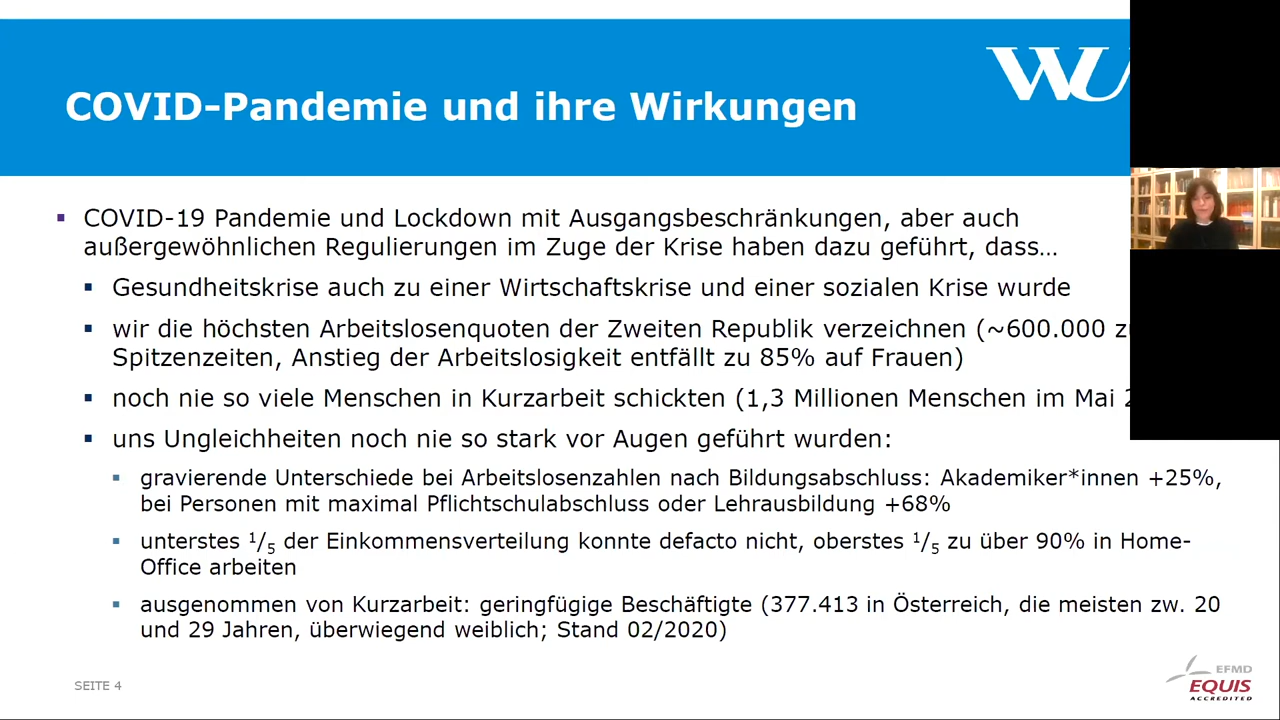 WU
COVID-Pandemie und ihre Wirkungen
COVID-19 Pandemie und Lockdown mit Ausgangsbeschränkungen, aber auch
außergewöhnlichen Regulierungen im Zuge der Krise haben dazu geführt, dass…
Gesundheitskrise auch zu einer Wirtschaftskrise und einer sozialen Krise wurde
wir die höchsten Arbeitslosenquoten der Zweiten Republik verzeichnen (~600.000
Spitzenzeiten, Anstieg der Arbeitslosigkeit entfällt zu 85% auf Frauen)
noch nie so viele Menschen in Kurzarbeit schickten (1,3 Millionen Menschen im Mai
uns Ungleichheiten noch nie so stark vor Augen geführt wurden:
gravierende Unterschiede bei Arbeitslosenzahlen nach Bildungsabschluss: Akademiker*innen +25%,
bei Personen mit maximal Pflichtschulabschluss oder Lehrausbildung +68%
unterstes 1/5 der Einkommensverteilung konnte defacto nicht, oberstes 1/5 zu über 90% in Home-
Office arbeiten
ausgenommen von Kurzarbeit: geringfügige Beschäftigte (377.413 in Österreich, die meisten zw. 20
und 29 Jahren, überwiegend weiblich; Stand 02/2020)
SEITE 4
EFMD
EQUIS
ACCREDITED